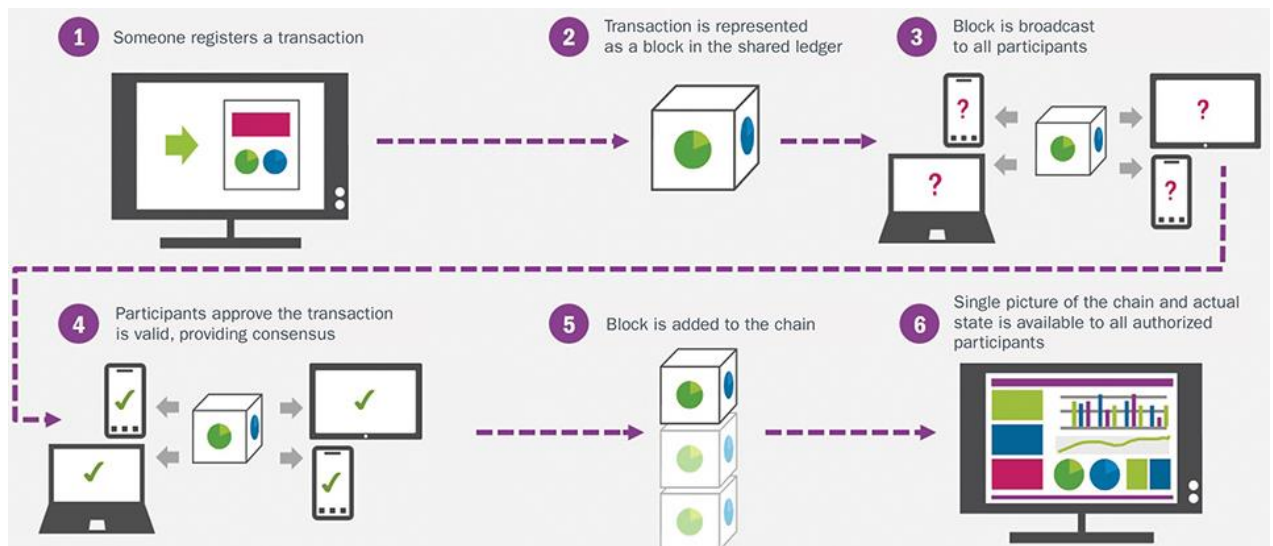 1
Someone registers a transaction
2
Transaction is represented
as a block in the shared ledger
3
Block is broadcast
to all participants
?
?
?
?
4
Participants approve the transaction
is valid, providing consensus
5
Block is added to the chain
6
Single picture of the chain and actual
state is available to all authorized
participants